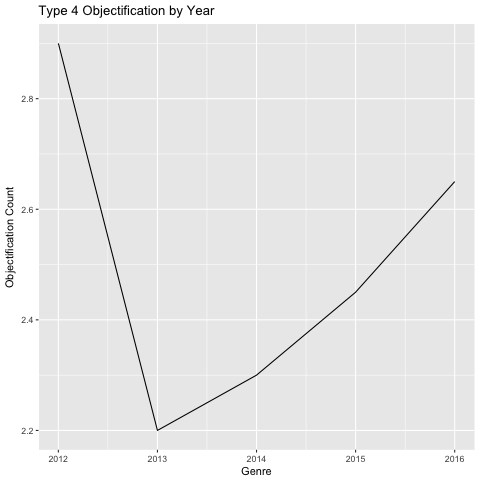 Type 4 Objectification by Year
Objectification Count
2.8
2.6
2.4
2.2
2012 2013 2014 2015 2016
Genre